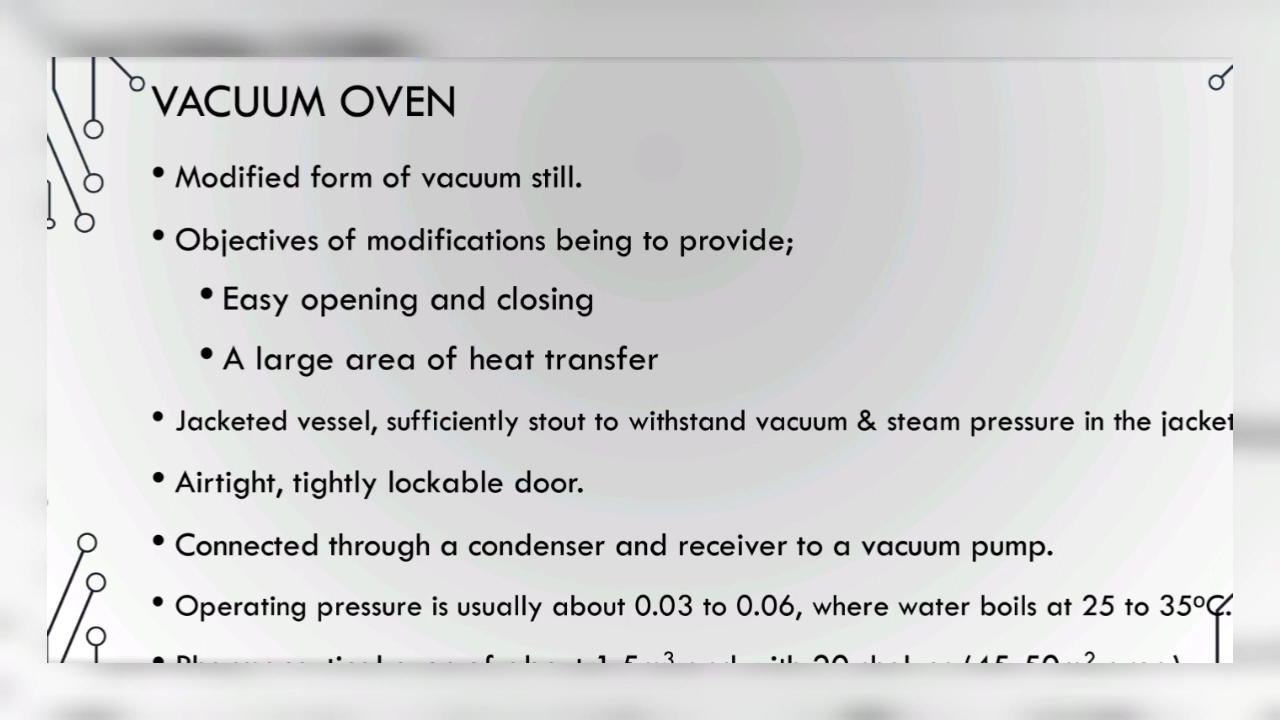 VACUUM OVEN
• Modified form of vacuum still.
• Objectives of modifications being to provide;
• Easy opening and closing
• A large area of heat transfer
• Jacketed vessel, sufficiently stout to withstand vacuum & steam pressure in the jacket
• Airtight, tightly lockable door.
• Connected through a condenser and receiver to a vacuum pump.
• Operating pressure is usually about 0.03 to 0.06, where water boils at 25 to 35ºC.